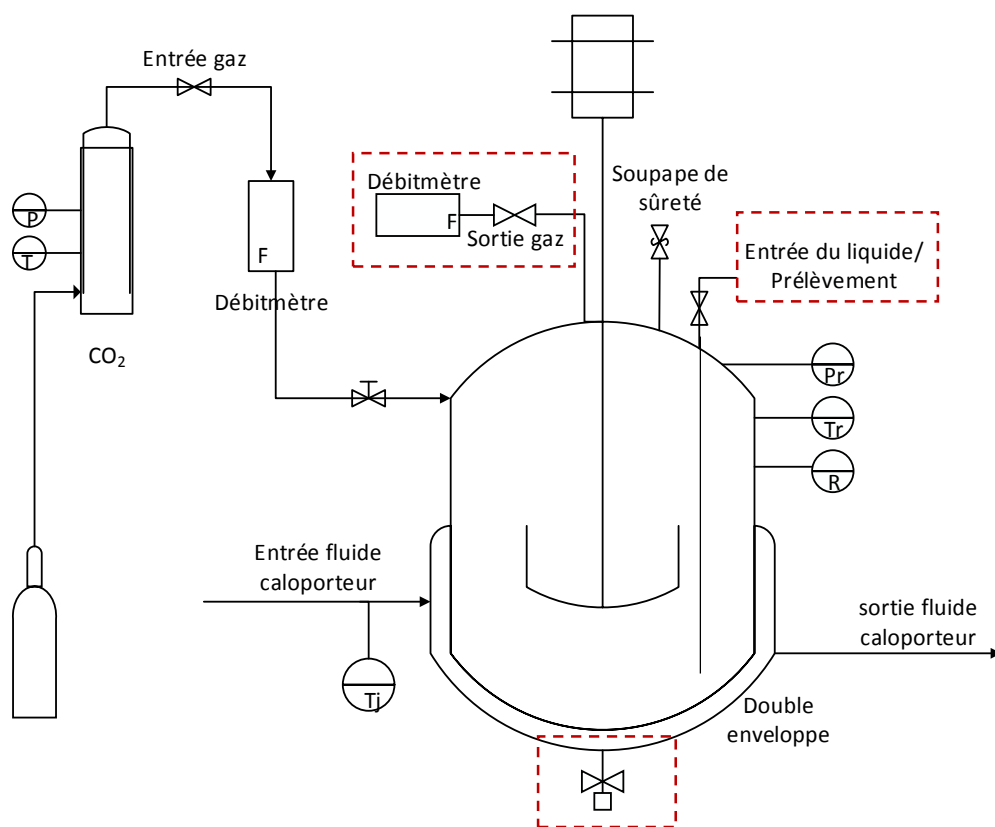 Entrée gaz
P
T
CO₂
F
Débitmètre
Débitmètre
F
Sortie gaz
Soupape de
sûreté
Entrée du liquide/
Prélèvement
Pr
Tr
R
Entrée fluide
caloporteur
Tj
sortie fluide
caloporteur
Double
enveloppe